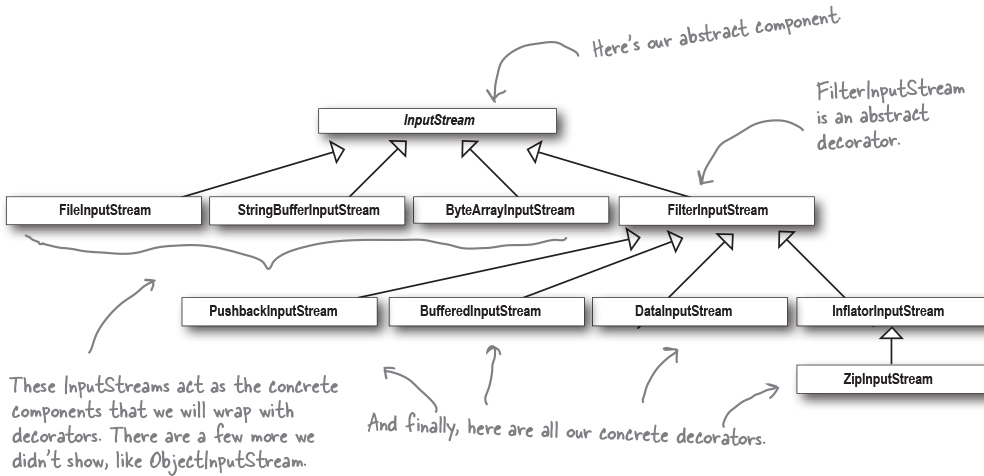 Here's our abstract component
FilterInputStream
is an abstract
decorator.
InputStream
FileInputStream
StringBufferInputStream
ByteArrayInputStream
FilterInputStream
PushbackInputStream
BufferedInputStream
DataInputStream
InflatorInputStream
ZipInputStream
These InputStreams act as the concrete
components that we will wrap with
decorators. There are a few more we
didn't show, like ObjectInputStream.
And finally, here are all our concrete decorators.